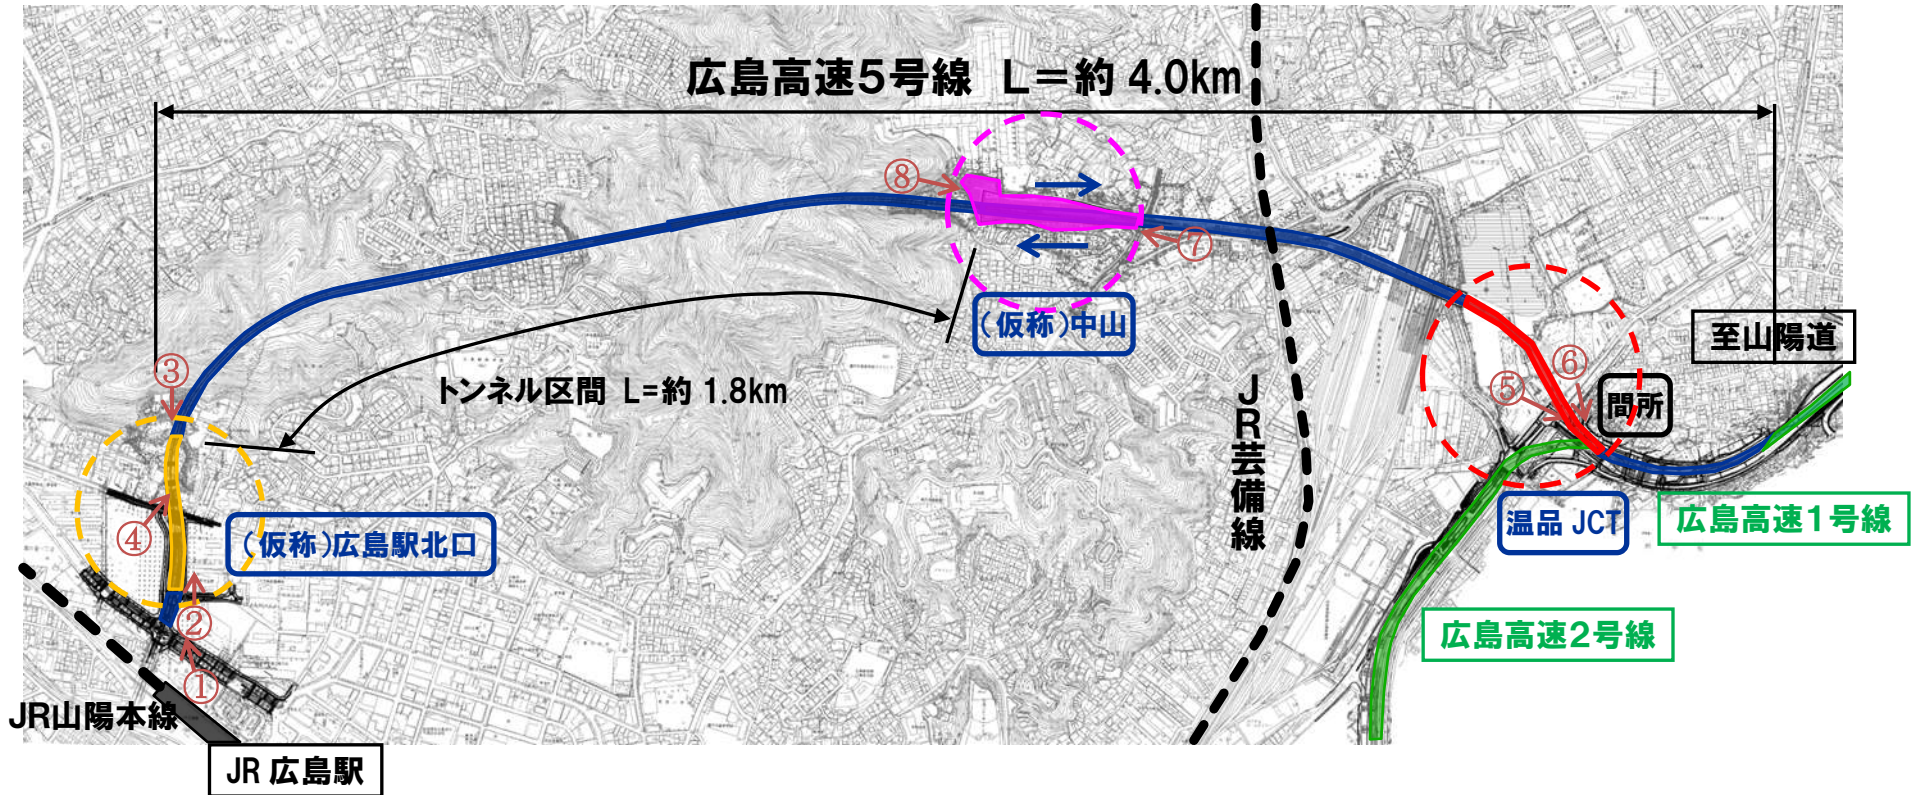 広島高速5号線 L=約 4.0km
⑧
⑦
(仮称)中山
至山陽道
③
⑥
⑤
間所
トンネル区間 L=約 1.8km
JR芸備線
④
(仮称)広島駅北口
温品 JCT
広島高速1号線
②
広島高速2号線
①
JR山陽本線
JR 広島駅